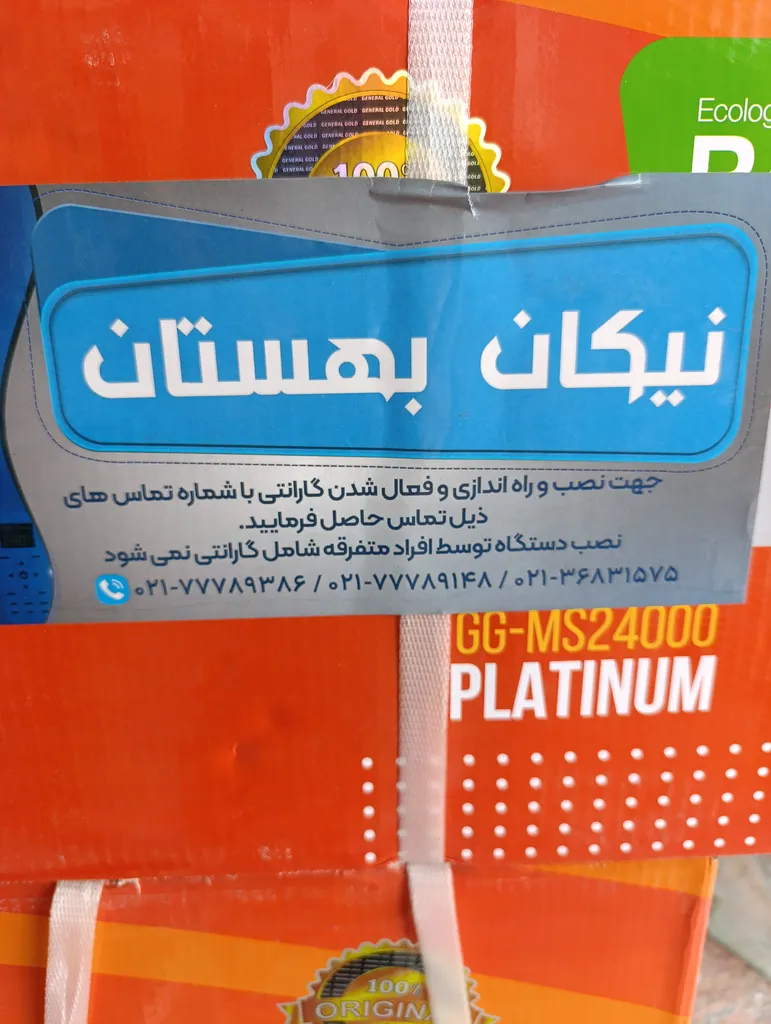 GENERAL GOLD
100%
نیکان بهستان
جهت نصب و راه اندازی و فعال شدن گارانتی با شماره تماس های
ذیل تماس حاصل فرمایید.
نصب دستگاه توسط افراد متفرقه شامل گارانتی نمی شود
۰۲۱-۷۷۷۸۹۳۸۶ / ۰۲۱-۷۷۷۸۹۱۴۸ / ۰۲۱-۳۶۸۳۱۵۷۵
GG-MS24000
PLATINUM
100%